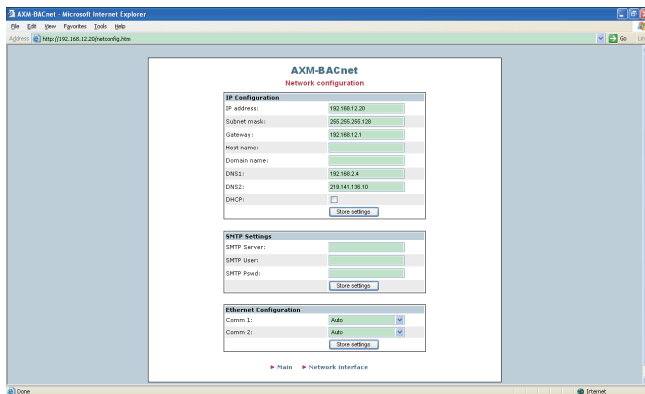 AXM-BACnet - Microsoft Internet Explorer
File Edit View Favorites Tools Help
Address http://192.168.12.20/netconfig.htm Go Lin
AXM-BACnet
Network configuration
IP Configuration
IP address: 192.168.12.20
Subnet mask: 255.255.255.128
Gateway: 192.168.12.1
Host name:
Domain name:
DNS1: 192.168.2.4
DNS2: 219.141.136.10
DHCP:
Store settings
SMTP Settings
SMTP Server:
SMTP User:
SMTP Pswd:
Store settings
Ethernet Configuration
Comm 1: Auto
Comm 2: Auto
Store settings
Main Network interface
Done Internet